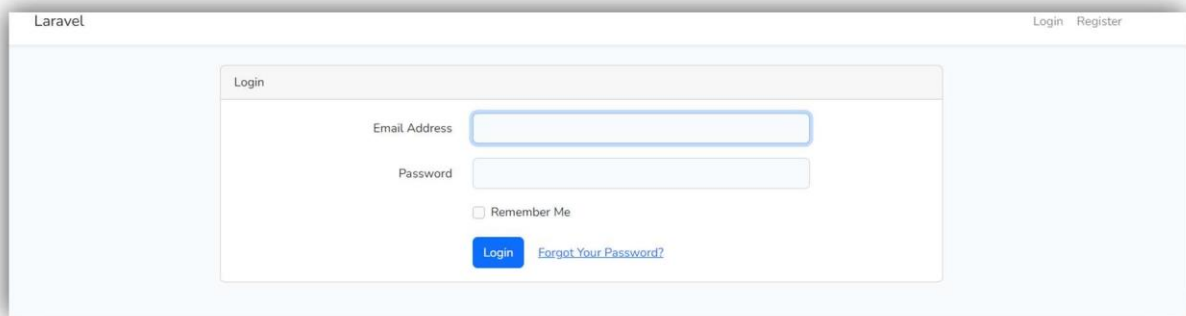 Laravel Login Register
Login
Email Address
Password
Remember Me
Login Forgot Your Password?